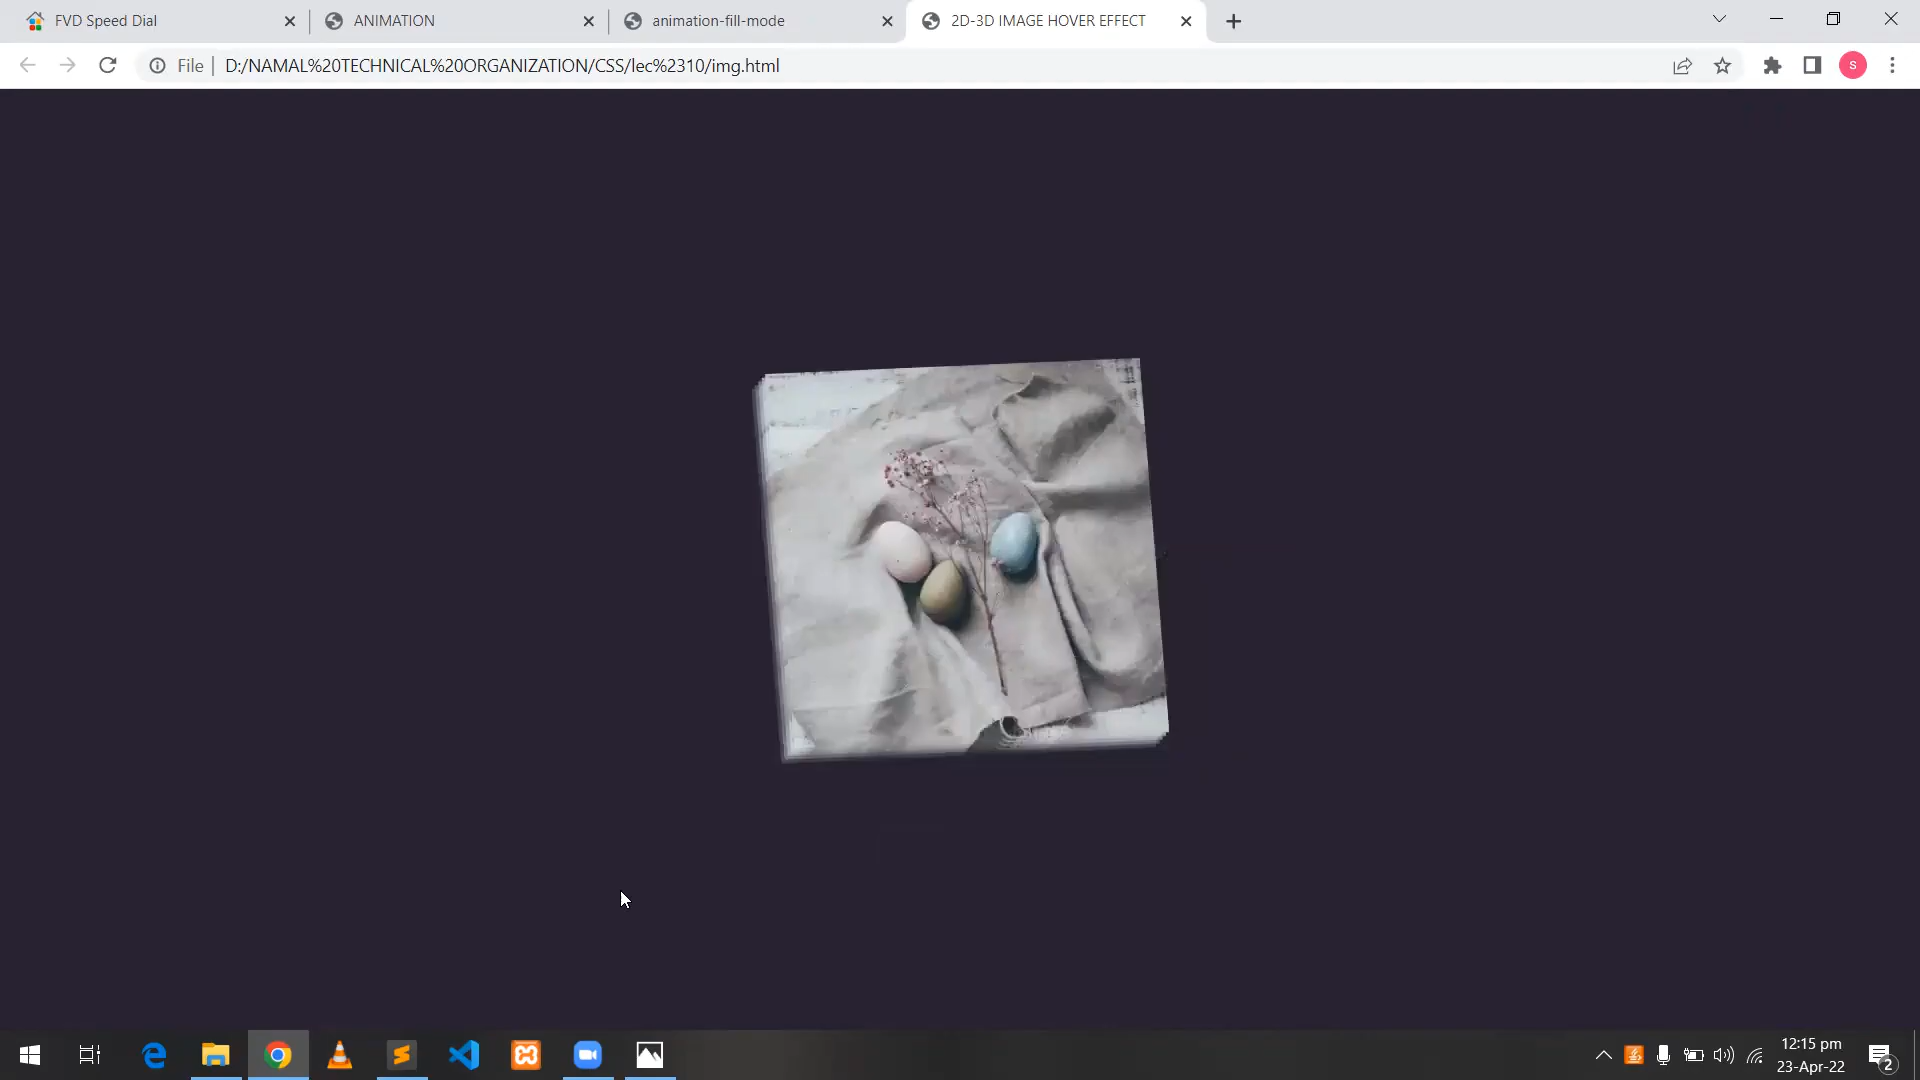 FVD Speed Dial
ANIMATION
animation-fill-mode
2D-3D IMAGE HOVER EFFECT
File
D:/NAMAL%20TECHNICAL%20ORGANIZATION/CSS/lec%2310/img.html
S
12:15 pm
23-Apr-22
2